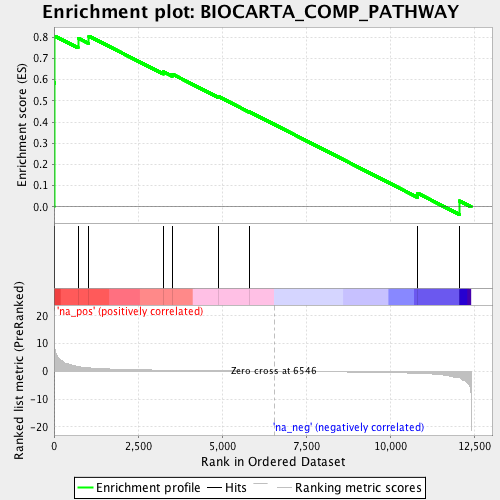 Enrichment plot: BIOCARTA_COMP_PATHWAY
Enrichment score (ES)
0.8
0.7
0.6
0.5
0.4
0.3
0.2
0.1
0.0
'na_pos' (positively correlated)
Ranked list metric (PreRanked)
20
10
0
-10
-20
Zero cross at 6546
'na_neg' (negatively correlated)
0 2,500 5,000 7,500 10,000 12,500
Rank in Ordered Dataset
Enrichment profile Hits Ranking metric scores